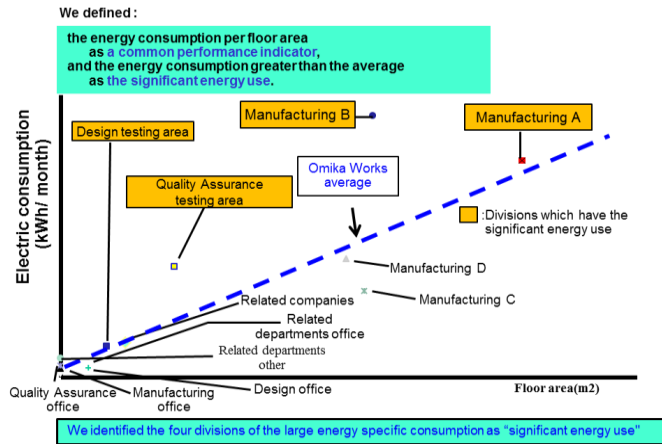 We defined :
the energy consumption per floor area
as a common performance indicator,
and the energy consumption greater than the average
as the significant energy use.
Electric consumption
(kWh/ month)
Manufacturing B
Manufacturing A
Design testing area
Omika Works
average
Quality Assurance
testing area
:Divisions which have the
significant energy use
Manufacturing D
Manufacturing C
Related companies
Related
departments office
Related departments
other
Design office
Quality Assurance
office
Manufacturing
office
Floor area(m2)
We identified the four divisions of the large energy specific consumption as “significant energy use”